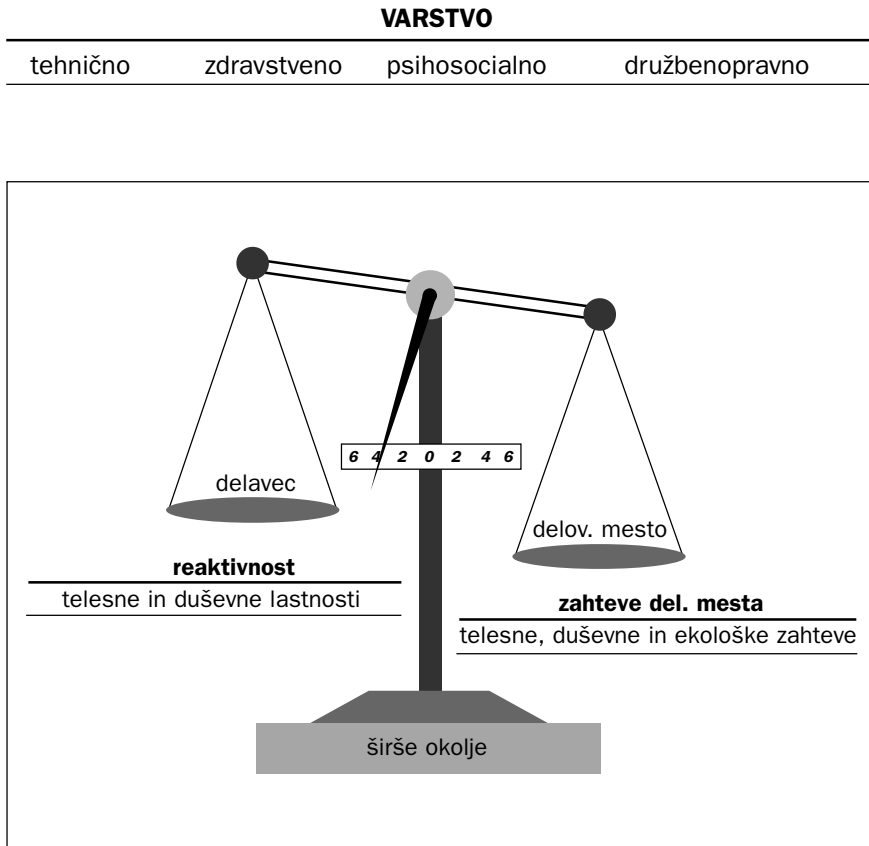 VARSTVO
tehnično zdravstveno psihosocialno družbenopravno
6 4 2 0 2 4 6
delavec
delov. mesto
reaktivnost
telesne in duševne lastnosti
zahteve del. mesta
telesne, duševne in ekološke zahteve
širše okolje